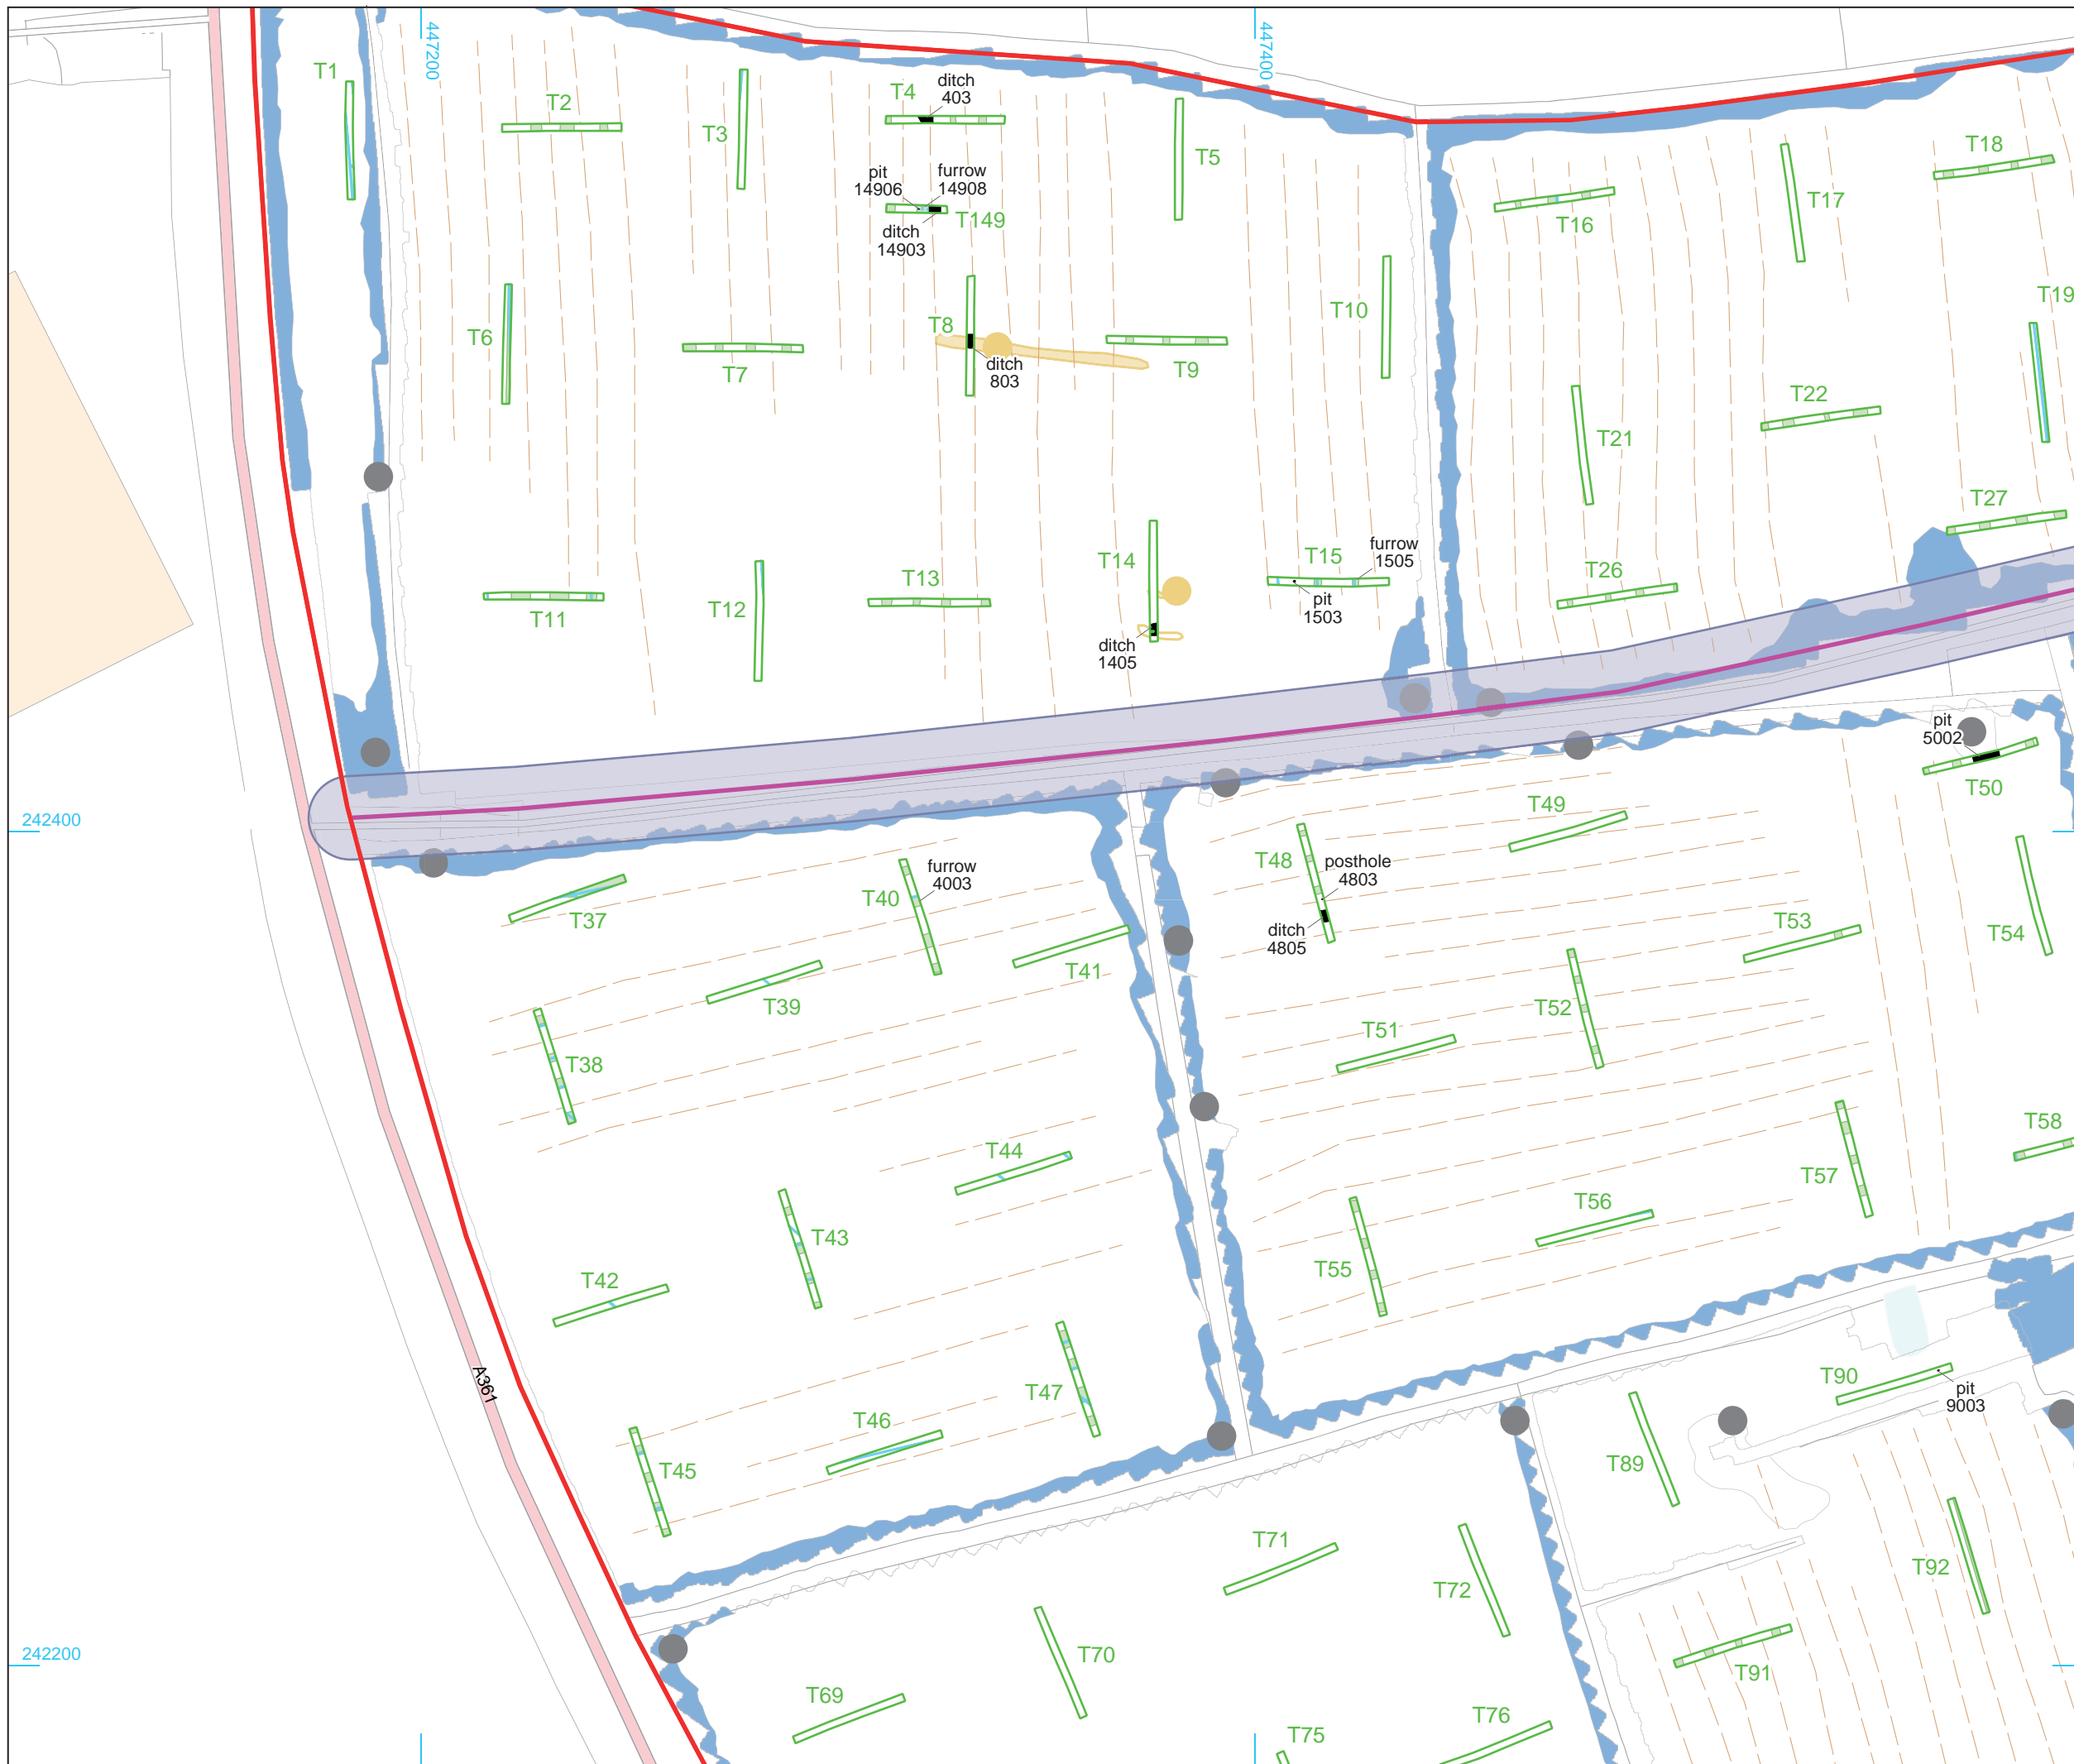 447200
447400
T1
T2
T3
T4
ditch
403
T5
pit
14906
furrow
14908
T149
ditch
14903
T16
T17
T18
T6
T7
T8
ditch
803
T9
T10
T19
T21
T22
T27
T11
T12
T13
T14
ditch
1405
T15
furrow
1505
pit
1503
T26
pit
5002
T50
242400
T37
T40
furrow
4003
T41
T48
posthole
4803
ditch
4805
T49
T53
T54
T39
T38
T51
T52
T44
T43
T42
T55
T56
T57
T58
T47
T46
T45
A361
T90
pit
9003
T89
T71
T72
T92
242200
T70
T69
T91
T75
T76